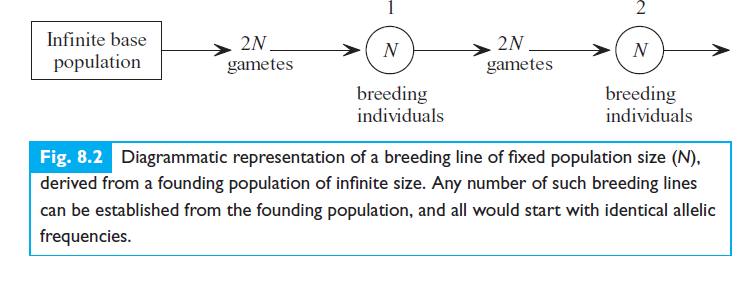 1
2
Infinite base
population
2N
gametes
N
2N
gametes
N
breeding
individuals
breeding
individuals
Fig. 8.2 Diagrammatic representation of a breeding line of fixed population size (N),
derived from a founding population of infinite size. Any number of such breeding lines
can be established from the founding population, and all would start with identical allelic
frequencies.